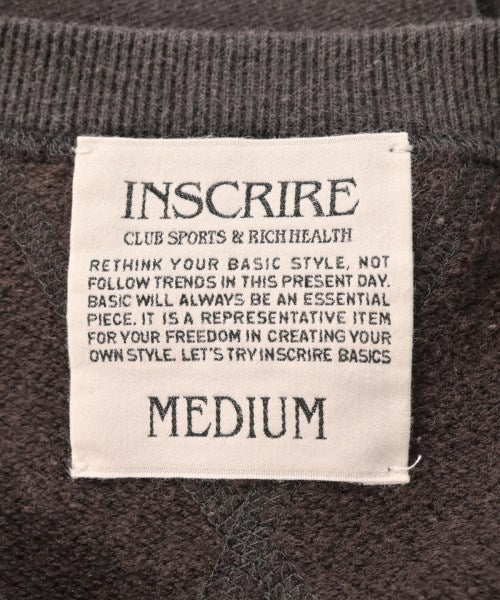 INSCRIRE
CLUB SPORTS & RICHHEALTH
RETHINK YOUR BASIC STYLE, NOT
FOLLOW TRENDS IN THIS PRESENT DAY.
BASIC WILL ALWAYS BE AN ESSENTIAL
PIECE. IT IS A REPRESENTATIVE ITEM
FOR YOUR FREEDOM IN CREATING YOUR
OWN STYLE. LET'S TRY INSCRIRE BASICS
MEDIUM